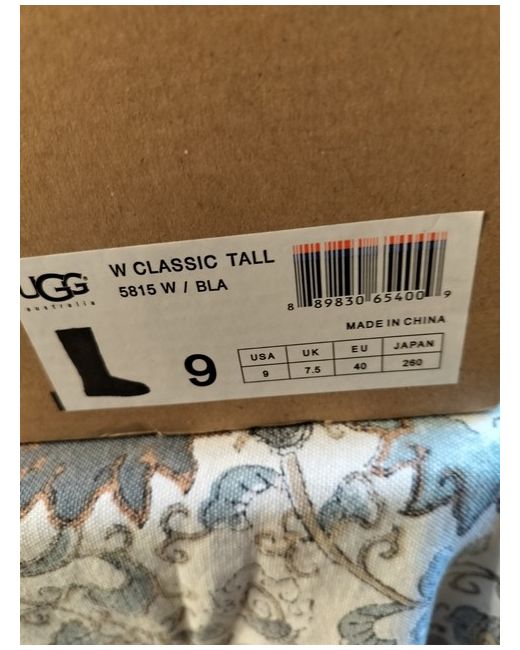 W CLASSIC TALL
5815 W / BLA
UGG
australia
8 89830 65400 9
MADE IN CHINA
9
USA UK EU JAPAN
9 7.5 40 260